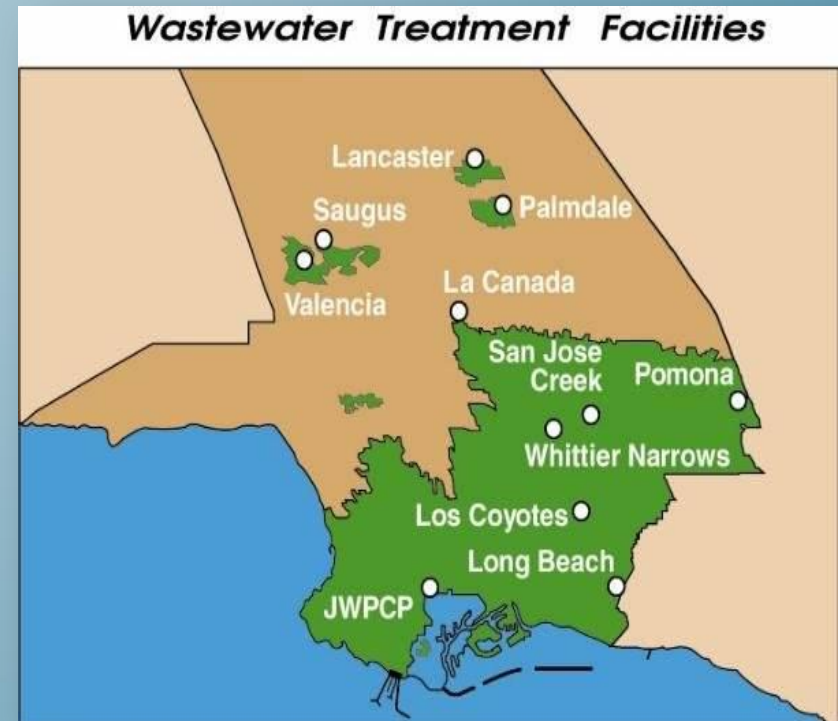 Wastewater Treatment Facilities
Lancaster
Palmdale
Saugus
Valencia
La Canada
San Jose
Creek
Pomona
Whittier Narrows
Los Coyotes
Long Beach
JWPCP